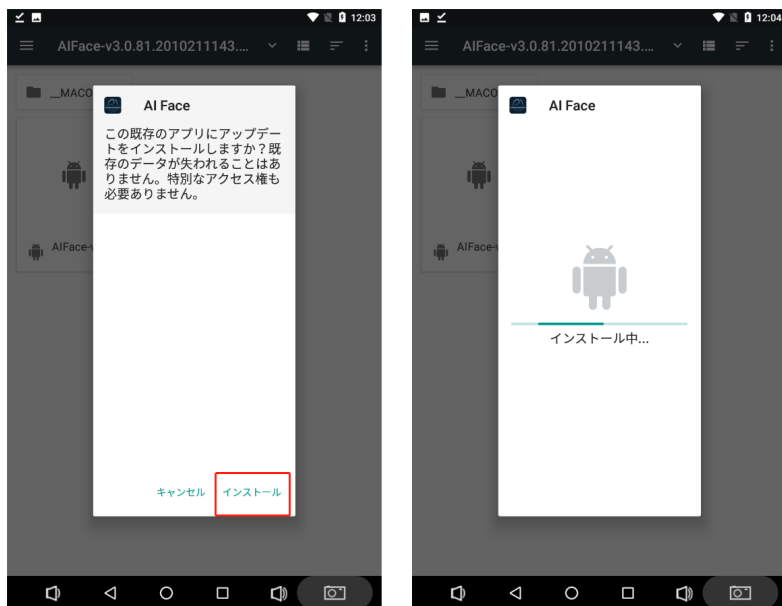 12:03
AIFace-v3.0.81.2010211143....
__MACO
AI Face
この既存のアプリにアップデー
トをインストールしますか？既
存のデータが失われることはあ
りません。特別なアクセス権も
必要ありません。
AIFace-v
キャンセル インストール
12:04
AIFace-v3.0.81.2010211143....
__MACO
AI Face
AIFace-v
インストール中...